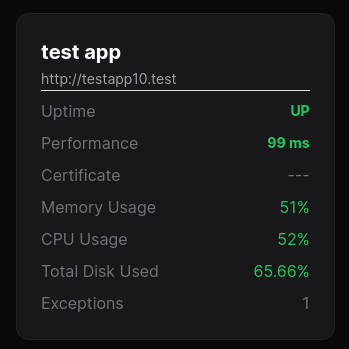 test app
http://testapp10.test
Uptime UP
Performance 99 ms
Certificate ---
Memory Usage 51%
CPU Usage 52%
Total Disk Used 65.66%
Exceptions 1